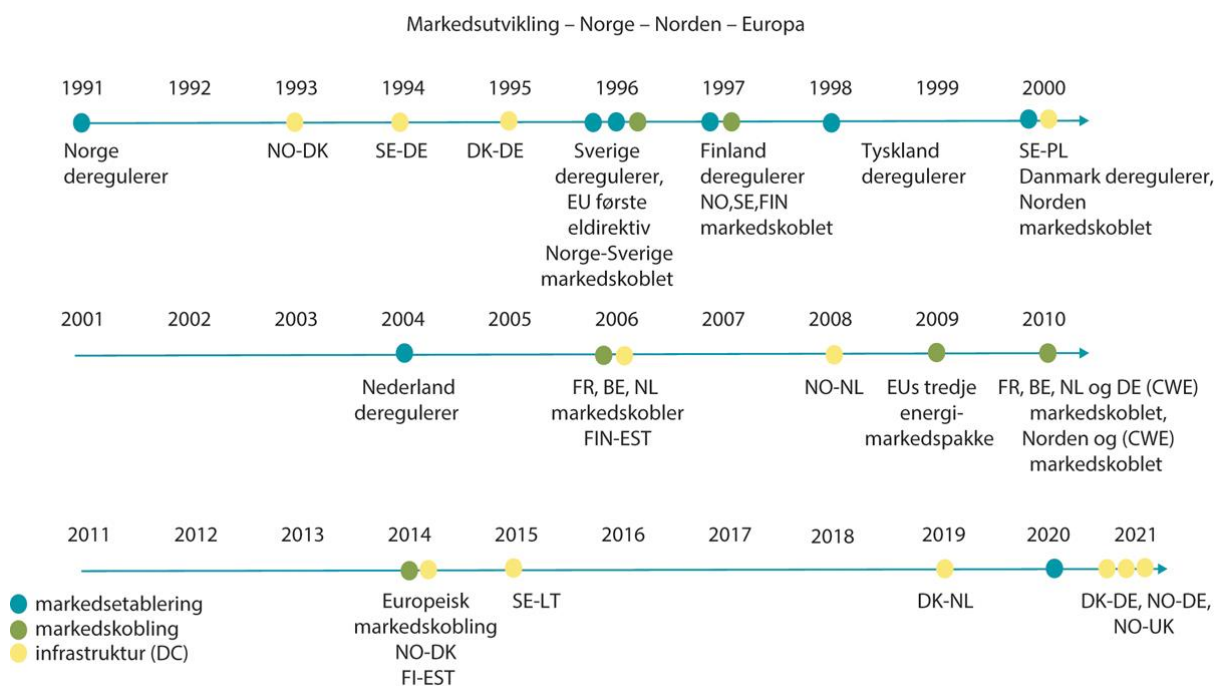 Markedsutvikling – Norge – Norden – Europa
1991 1992 1993 1994 1995 1996 1997 1998 1999 2000
Norge
deregulerer
NO-DK
SE-DE
DK-DE
Sverige
deregulerer,
EU første
eldirektiv
Norge-Sverige
markedskoblet
Finland
deregulerer
NO,SE,FIN
markedskoblet
Tyskland
deregulerer
SE-PL
Danmark deregulerer,
Norden
markedskoblet
2001 2002 2003 2004 2005 2006 2007 2008 2009 2010
Nederland
deregulerer
FR, BE, NL
markedskobler
FIN-EST
NO-NL
EUs tredje
energi-
markedspakke
FR, BE, NL og DE (CWE)
markedskoblet,
Norden og (CWE)
markedskoblet
2011 2012 2013 2014 2015 2016 2017 2018 2019 2020 2021
Europeisk
markedskobling
NO-DK
FI-EST
SE-LT
DK-NL
DK-DE, NO-DE,
NO-UK
markedsetablering
markedskobling
infrastruktur (DC)